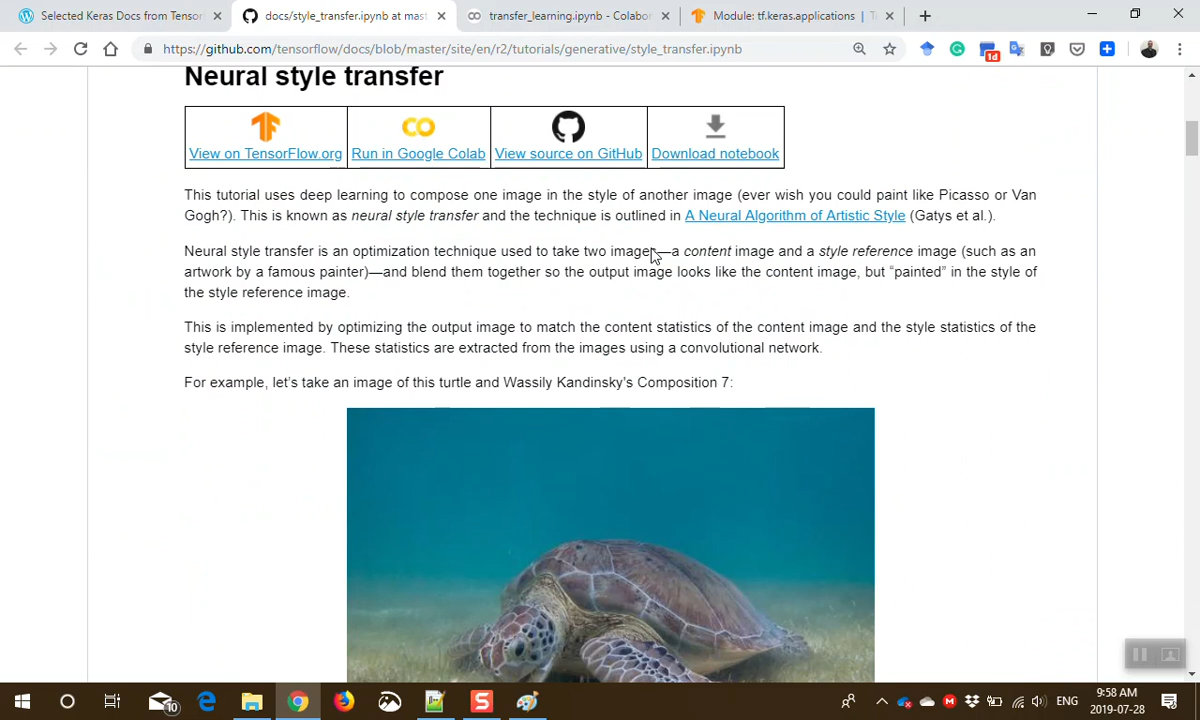 Selected Keras Docs from Tensor
docs/style_transfer.ipynb at mast
transfer_learning.ipynb - Colabor
Module: tf.keras.applications | T
https://github.com/tensorflow/docs/blob/master/site/en/r2/tutorials/generative/style_transfer.ipynb
1d
Neural style transfer
View on TensorFlow.org
Run in Google Colab
View source on GitHub
Download notebook
This tutorial uses deep learning to compose one image in the style of another image (ever wish you could paint like Picasso or Van
Gogh?). This is known as neural style transfer and the technique is outlined in A Neural Algorithm of Artistic Style (Gatys et al.).
Neural style transfer is an optimization technique used to take two images—a content image and a style reference image (such as an
artwork by a famous painter)—and blend them together so the output image looks like the content image, but “painted” in the style of
the style reference image.
This is implemented by optimizing the output image to match the content statistics of the content image and the style statistics of the
style reference image. These statistics are extracted from the images using a convolutional network.
For example, let’s take an image of this turtle and Wassily Kandinsky's Composition 7:
10
ENG
9:58 AM
2019-07-28